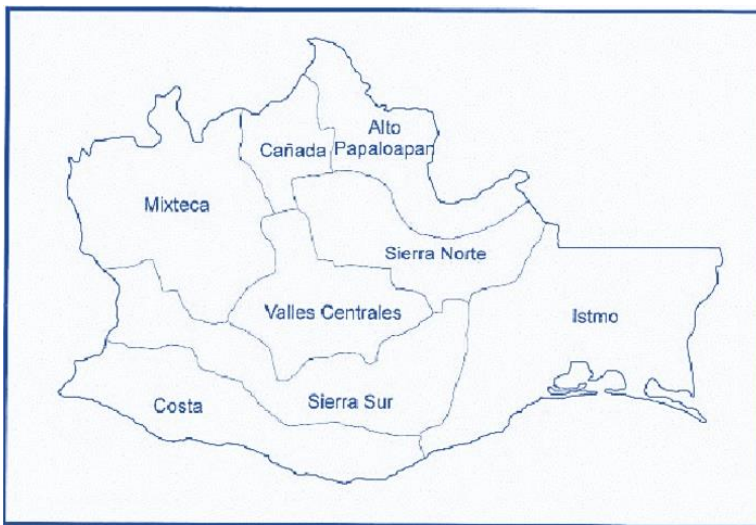 Alto
Papaloapan
Cañada
Mixteca
Sierra Norte
Valles Centrales
Istmo
Costa
Sierra Sur